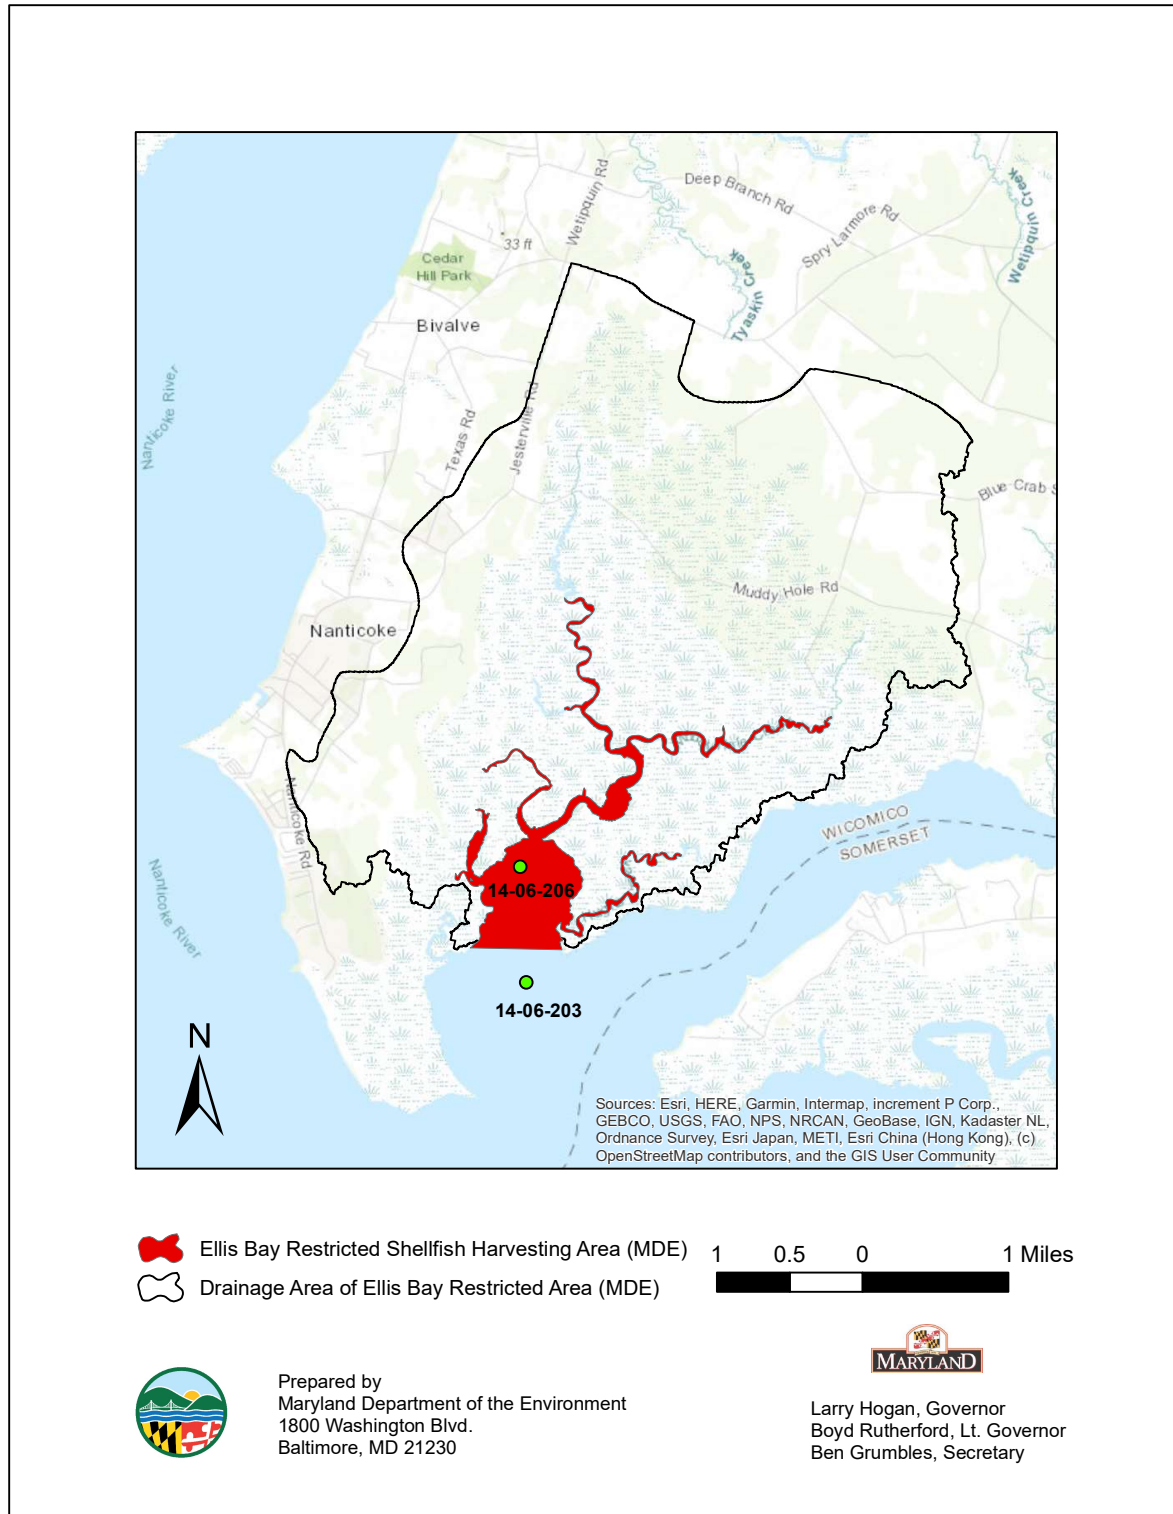 Wetipquin Rd
Deep Branch Rd
Spry Larmore Rd
Wetipquin Creek
33 ft
Cedar
Hill Park
Tyaskin Creek
Bivalve
Nanticoke River
Texas Rd
Jesterville Rd
Blue Crab S
Muddy Hole Rd
Nanticoke
Nanticoke Rd
WICOMICO
SOMERSET
14-06-206
Nanticoke River
14-06-203
N
Sources: Esri, HERE, Garmin, Intermap, increment P Corp.,
GEBCO, USGS, FAO, NPS, NRCAN, GeoBase, IGN, Kadaster NL,
Ordnance Survey, Esri Japan, METI, Esri China (Hong Kong), (c)
OpenStreetMap contributors, and the GIS User Community
Ellis Bay Restricted Shellfish Harvesting Area (MDE)
Drainage Area of Ellis Bay Restricted Area (MDE)
1 0.5 0 1 Miles
MARYLAND
Prepared by
Maryland Department of the Environment
1800 Washington Blvd.
Baltimore, MD 21230
Larry Hogan, Governor
Boyd Rutherford, Lt. Governor
Ben Grumbles, Secretary